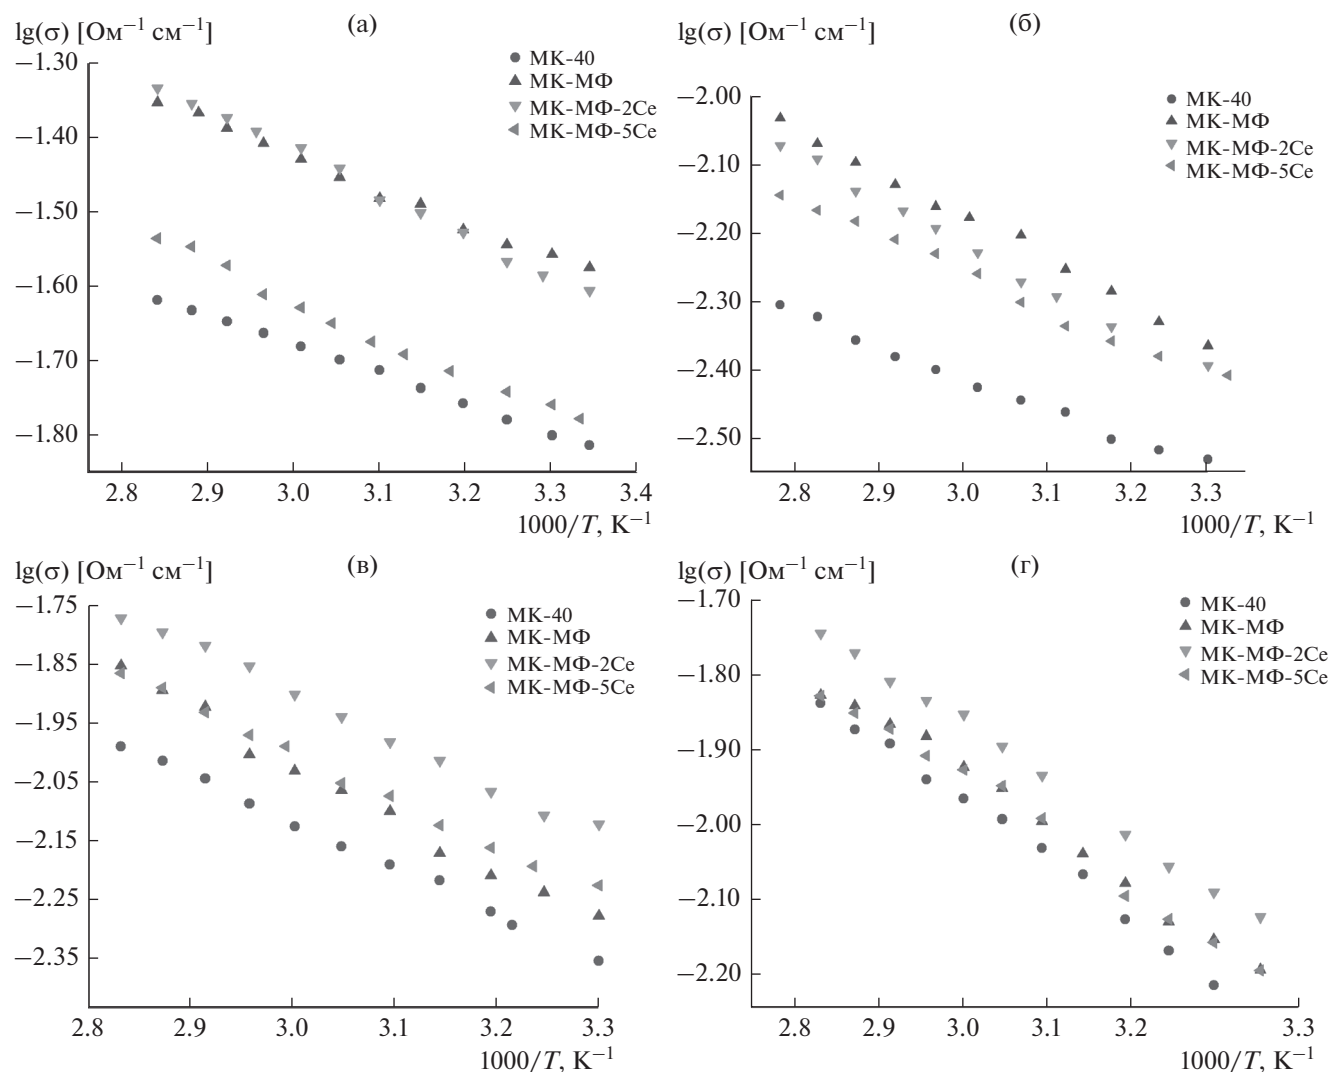 (а)
lg(σ) [Ом⁻¹ см⁻¹]
МК-40
МК-МФ
МК-МФ-2Ce
МК-МФ-5Ce
−1.30
−1.40
−1.50
−1.60
−1.70
−1.80
2.8 2.9 3.0 3.1 3.2 3.3 3.4
1000/T, K⁻¹
(б)
lg(σ) [Ом⁻¹ см⁻¹]
МК-40
МК-МФ
МК-МФ-2Ce
МК-МФ-5Ce
−2.00
−2.10
−2.20
−2.30
−2.40
−2.50
2.8 2.9 3.0 3.1 3.2 3.3
1000/T, K⁻¹
(в)
lg(σ) [Ом⁻¹ см⁻¹]
МК-40
МК-МФ
МК-МФ-2Ce
МК-МФ-5Ce
−1.75
−1.85
−1.95
−2.05
−2.15
−2.25
−2.35
2.8 2.9 3.0 3.1 3.2 3.3
1000/T, K⁻¹
(г)
lg(σ) [Ом⁻¹ см⁻¹]
МК-40
МК-МФ
МК-МФ-2Ce
МК-МФ-5Ce
−1.70
−1.80
−1.90
−2.00
−2.10
−2.20
2.8 2.9 3.0 3.1 3.2 3.3
1000/T, K⁻¹